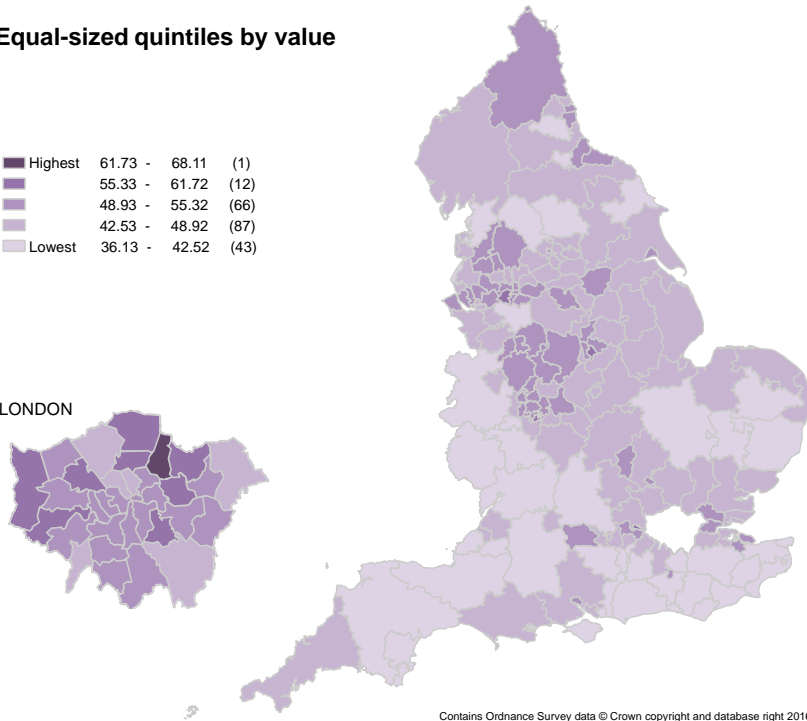 Equal-sized quintiles by value
Highest 61.73 - 68.11 (1)
55.33 - 61.72 (12)
48.93 - 55.32 (66)
42.53 - 48.92 (87)
Lowest 36.13 - 42.52 (43)
LONDON
Contains Ordnance Survey data © Crown copyright and database right 2016